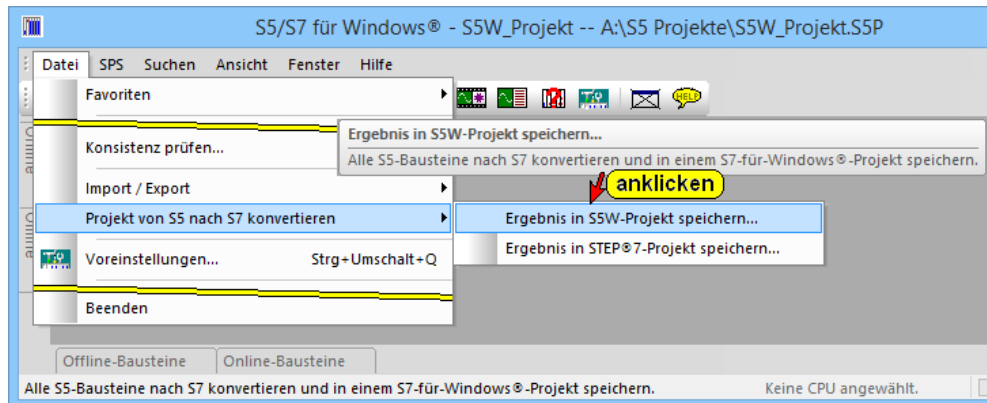 S5/S7 für Windows® - S5W_Projekt -- A:\S5 Projekte\S5W_Projekt.S5P
Datei SPS Suchen Ansicht Fenster Hilfe
Favoriten
HELP
Ergebnis in S5W-Projekt speichern...
Konsistenz prüfen...
Alle S5-Bausteine nach S7 konvertieren und in einem S7-für-Windows®-Projekt speichern.
anklicken
Import / Export
Projekt von S5 nach S7 konvertieren
Ergebnis in S5W-Projekt speichern...
Ergebnis in STEP®7-Projekt speichern...
Voreinstellungen... Strg+Umschalt+Q
Beenden
Offline-Bausteine Online-Bausteine
Alle S5-Bausteine nach S7 konvertieren und in einem S7-für-Windows®-Projekt speichern. Keine CPU angewählt.